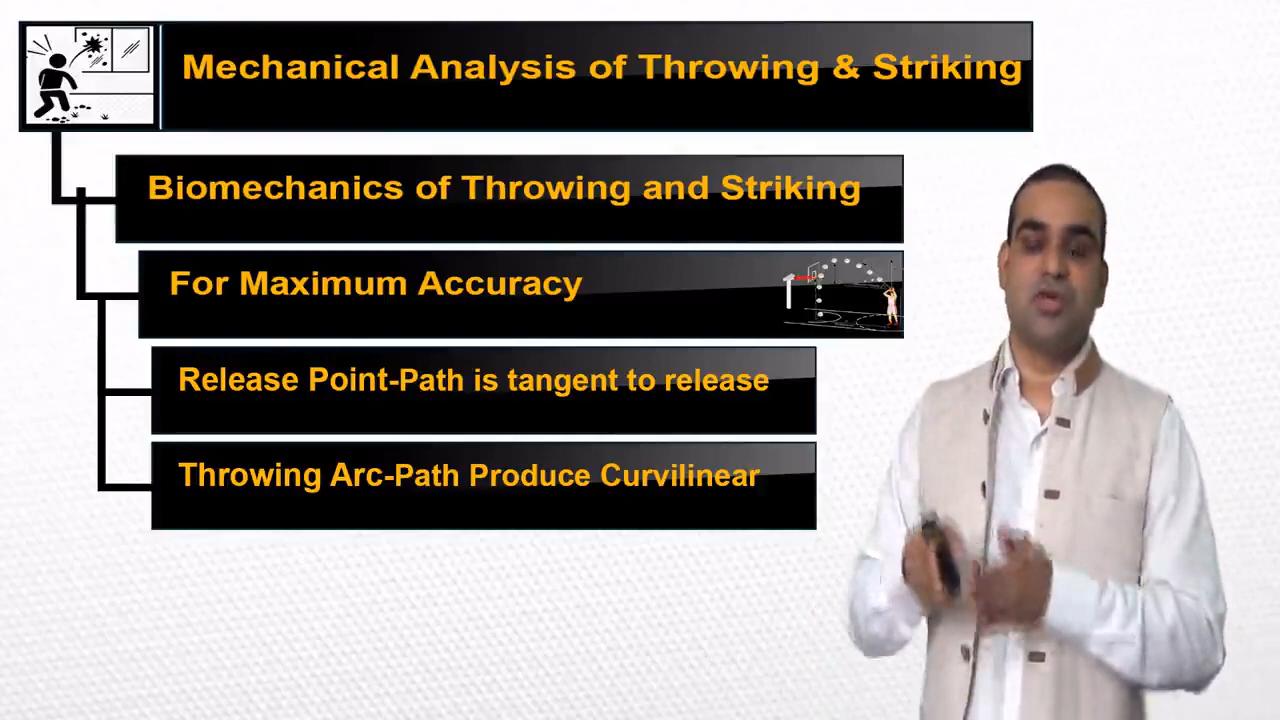 Mechanical Analysis of Throwing & Striking
Biomechanics of Throwing and Striking
For Maximum Accuracy
Release Point-Path is tangent to release
Throwing Arc-Path Produce Curvilinear